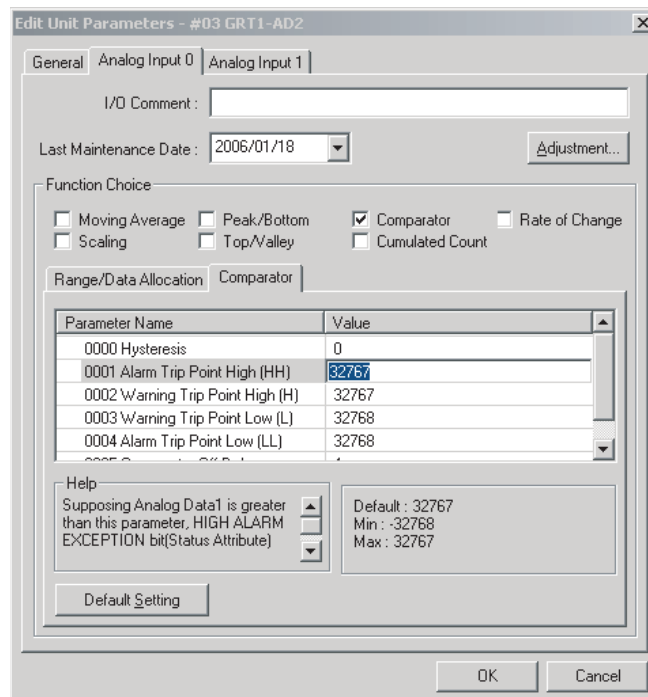 Edit Unit Parameters - #03 GRT1-AD2
General Analog Input 0 Analog Input 1
I/O Comment :
Last Maintenance Date : 2006/01/18 Adjustment...
Function Choice
Moving Average Peak/Bottom Comparator Rate of Change
Scaling Top/Valley Cumulated Count
Range/Data Allocation Comparator
Parameter Name Value
0000 Hysteresis 0
0001 Alarm Trip Point High (HH) 32767
0002 Warning Trip Point High (H) 32767
0003 Warning Trip Point Low (L) 32768
0004 Alarm Trip Point Low (LL) 32768
Help
Supposing Analog Data1 is greater
than this parameter, HIGH ALARM
EXCEPTION bit(Status Attribute)
Default : 32767
Min : -32768
Max : 32767
Default Setting
OK Cancel